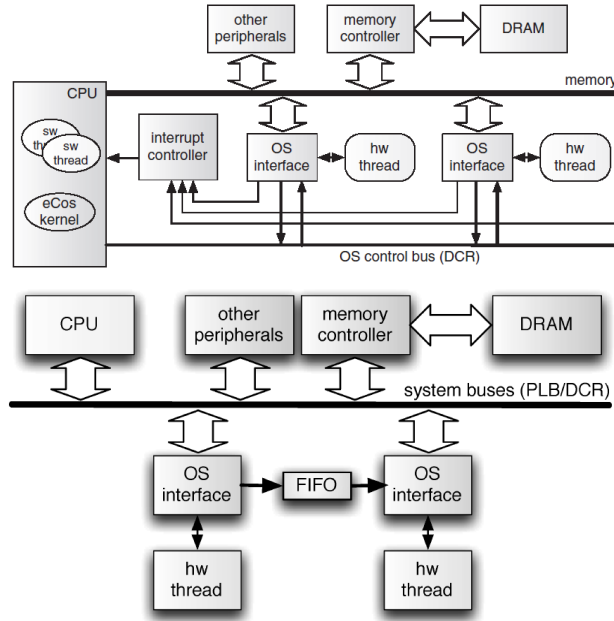 other
peripherals
memory
controller
DRAM
CPU
memory
sw
thread
sw
thread
interrupt
controller
OS
interface
hw
thread
OS
interface
hw
thread
eCos
kernel
OS control bus (DCR)
CPU
other
peripherals
memory
controller
DRAM
system buses (PLB/DCR)
OS
interface
FIFO
OS
interface
hw
thread
hw
thread